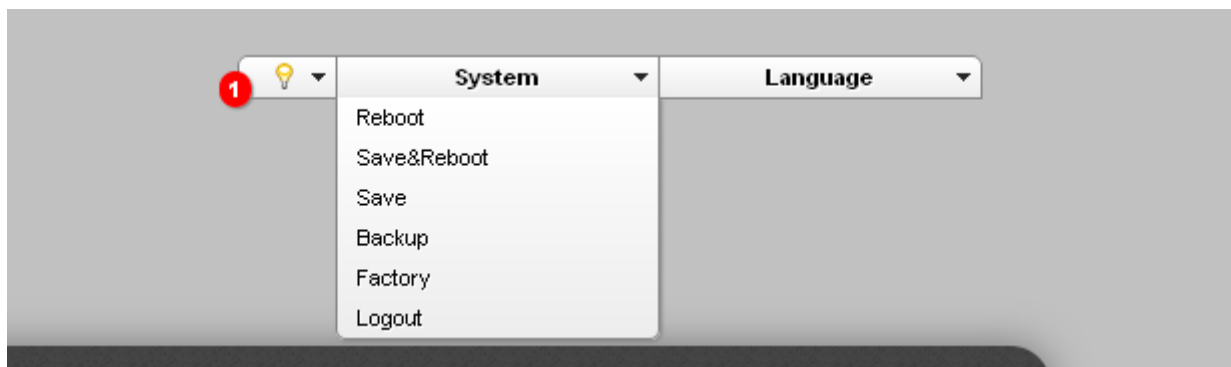 1
System
Language
Reboot
Save&Reboot
Save
Backup
Factory
Logout